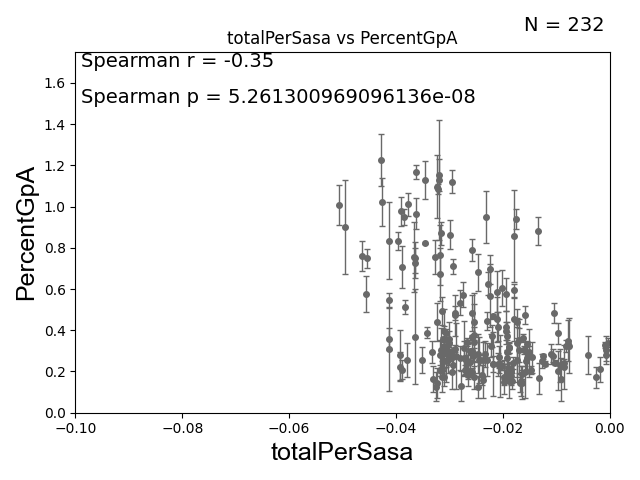 N = 232
totalPerSasa vs PercentGpA
Spearman r = -0.35
Spearman p = 5.261300969096136e-08
PercentGpA
1.6
1.4
1.2
1.0
0.8
0.6
0.4
0.2
0.0
−0.10
−0.08
−0.06
−0.04
−0.02
0.00
totalPerSasa